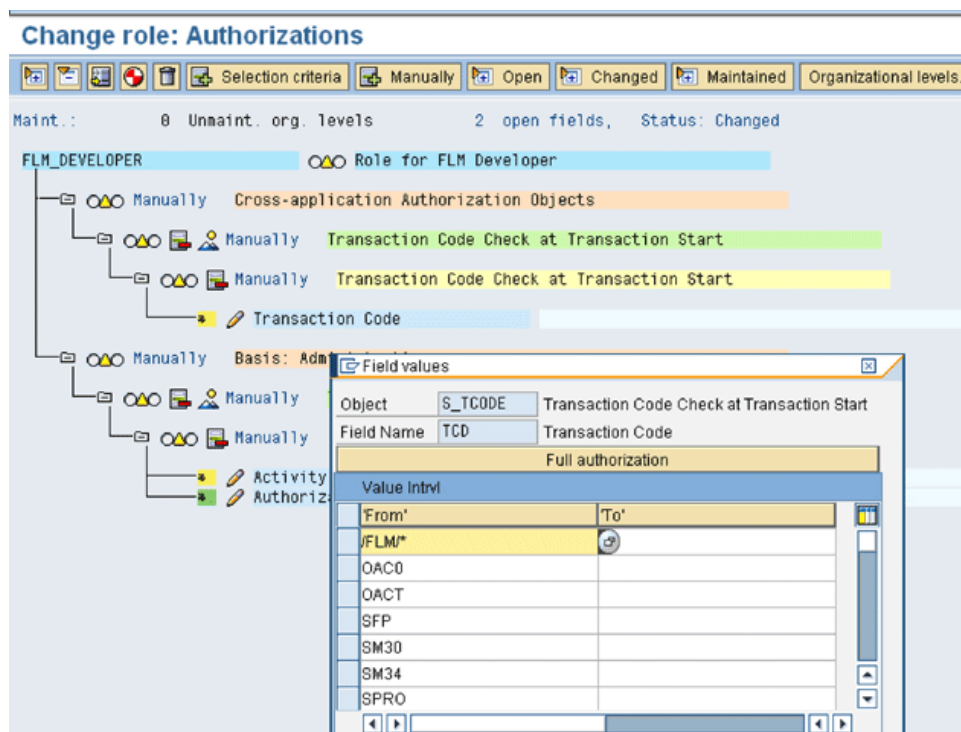 Change role: Authorizations
Selection criteria Manually Open Changed Maintained Organizational levels.
Maint.: 0 Unmaint. org. levels 2 open fields, Status: Changed
FLM_DEVELOPER Role for FLM Developer
Manually Cross-application Authorization Objects
Manually Transaction Code Check at Transaction Start
Manually Transaction Code Check at Transaction Start
Transaction Code
Manually Basis:
Field values
Manually
Object S_TCODE Transaction Code Check at Transaction Start
Manually
Field Name TCD Transaction Code
Full authorization
Activity
Value Intrvl
'From' 'To'
/FLM/*
OAC0
OACT
SFP
SM30
SM34
SPRO